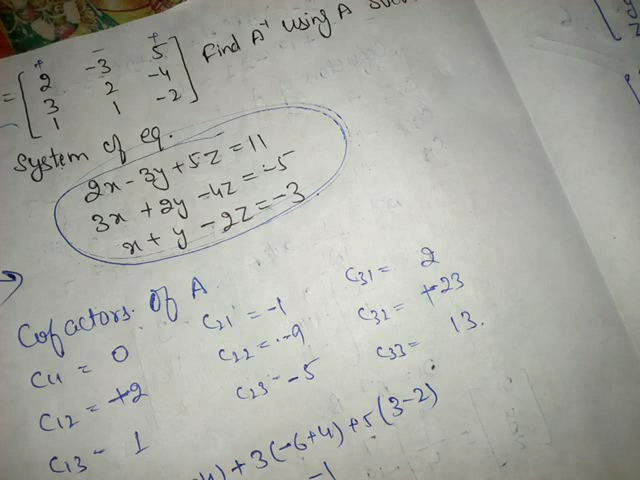 = [ 2 -3 5 Find A⁻¹ using A
3 2 -4
1 1 -2 ]
System of eq.
2x - 3y + 5z = 11
3x + 2y - 4z = -5
x + y - 2z = -3
Cofactors of A
C11 = 0 C21 = -1 C31 = 2
C12 = +2 C22 = -9 C32 = +23
C13 = 1 C23 = -5 C33 = 13.
4) + 3(-6+4) + 5(3-2)
-1